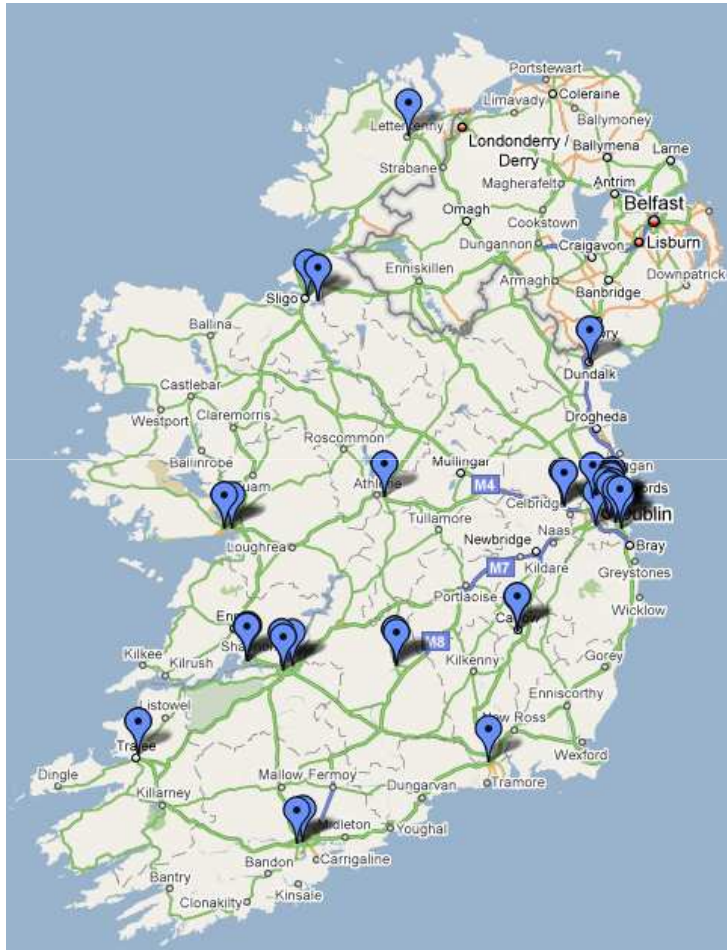 Portstewart
Coleraine
Limavady
Ballymoney
Londonderry /
Derry
Ballymena
Larne
Strabane
Magherafelt
Antrim
Belfast
Omagh
Cookstown
Lisburn
Dungannon
Craigavon
Enniskillen
Armagh
Downpatrick
Banbridge
Sligo
Ballina
Dundalk
Castlebar
Westport
Claremorris
Drogheda
Roscommon
Ballinrobe
Mullingar
M4
Celbridge
Tullamore
Loughrea
Newbridge
Naas
Bray
M7
Kildare
Greystones
Portlaoise
Wicklow
M8
Kilkee
Kilrush
Kilkenny
Gorey
Listowel
Enniscorthy
Wexford
Dingle
Tramore
Mallow
Fermoy
Killarney
Dungarvan
Youghal
Bandon
Carrigaline
Bantry
Kinsale
Clonakilty